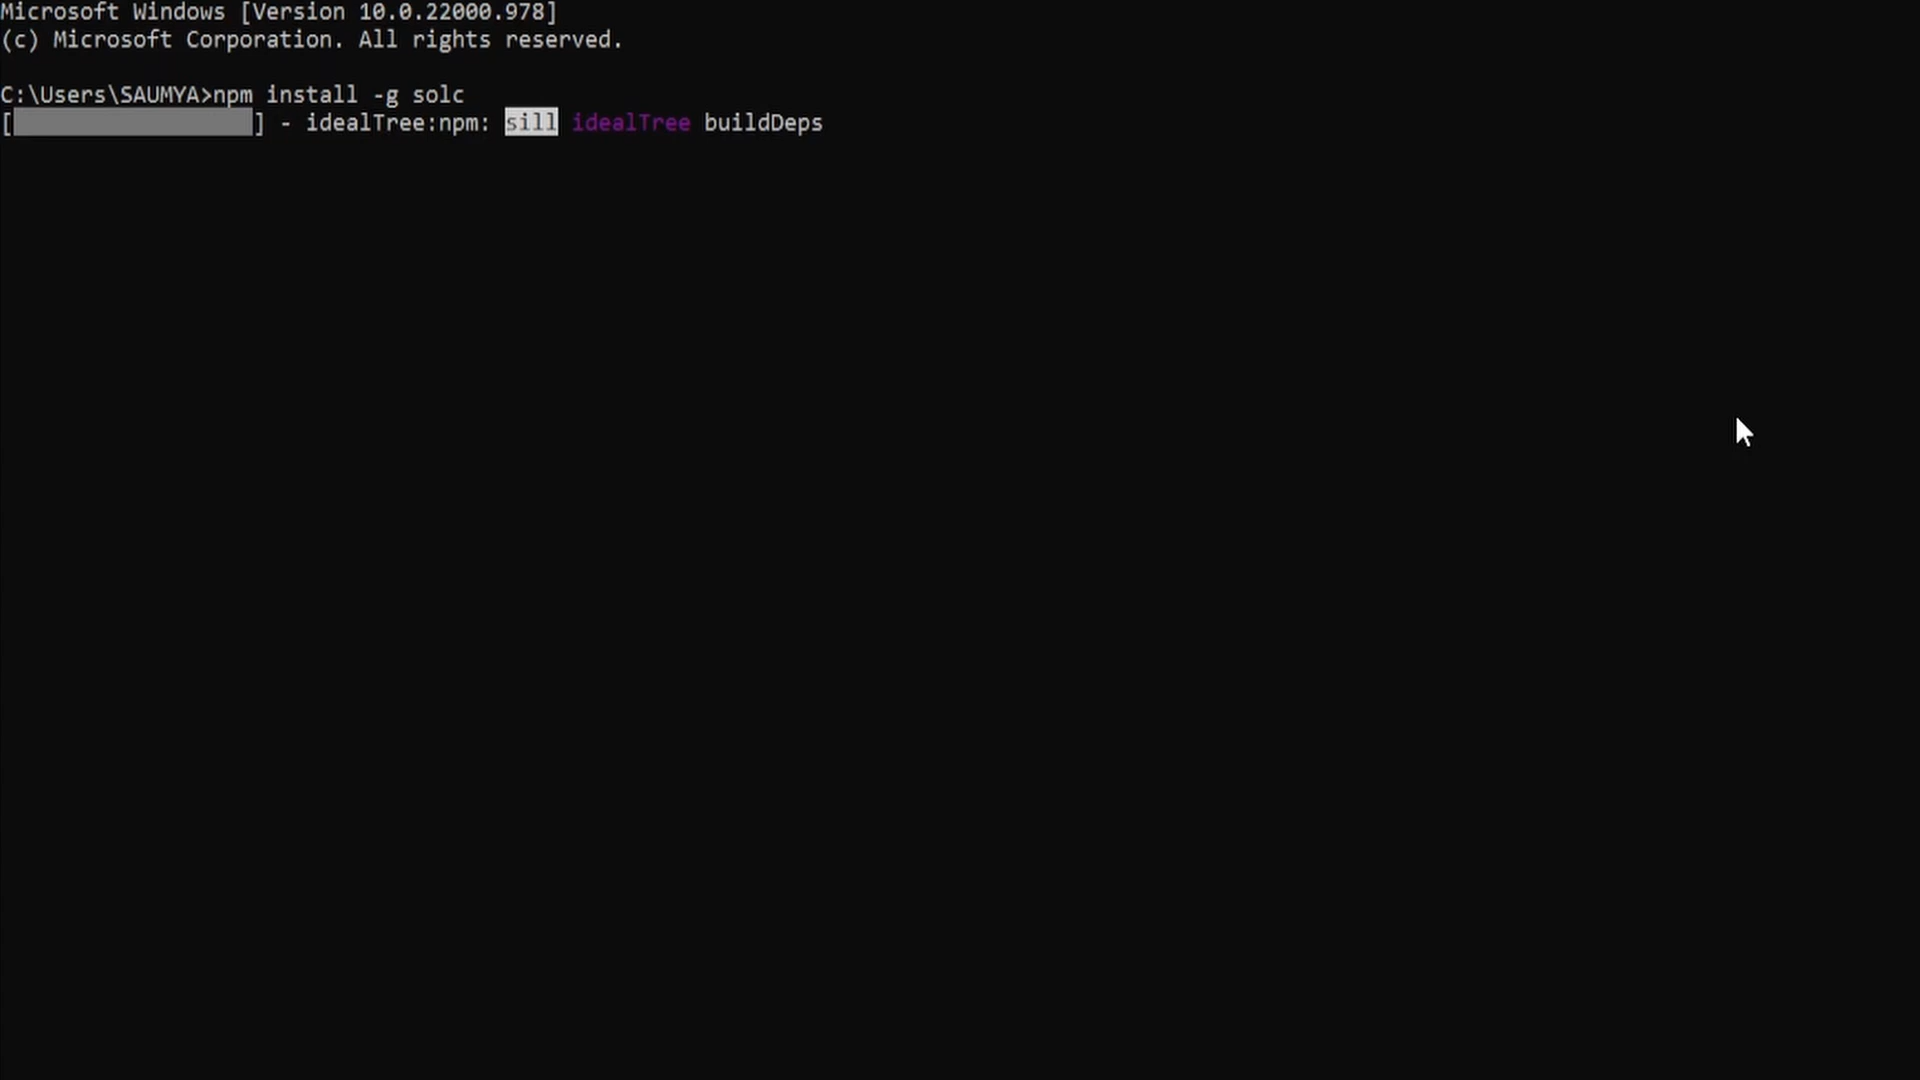 Microsoft Windows [Version 10.0.22000.978]
(c) Microsoft Corporation. All rights reserved.
C:\Users\SAUMYA>npm install -g solc
[                  ] - idealTree:npm: sill idealTree buildDeps